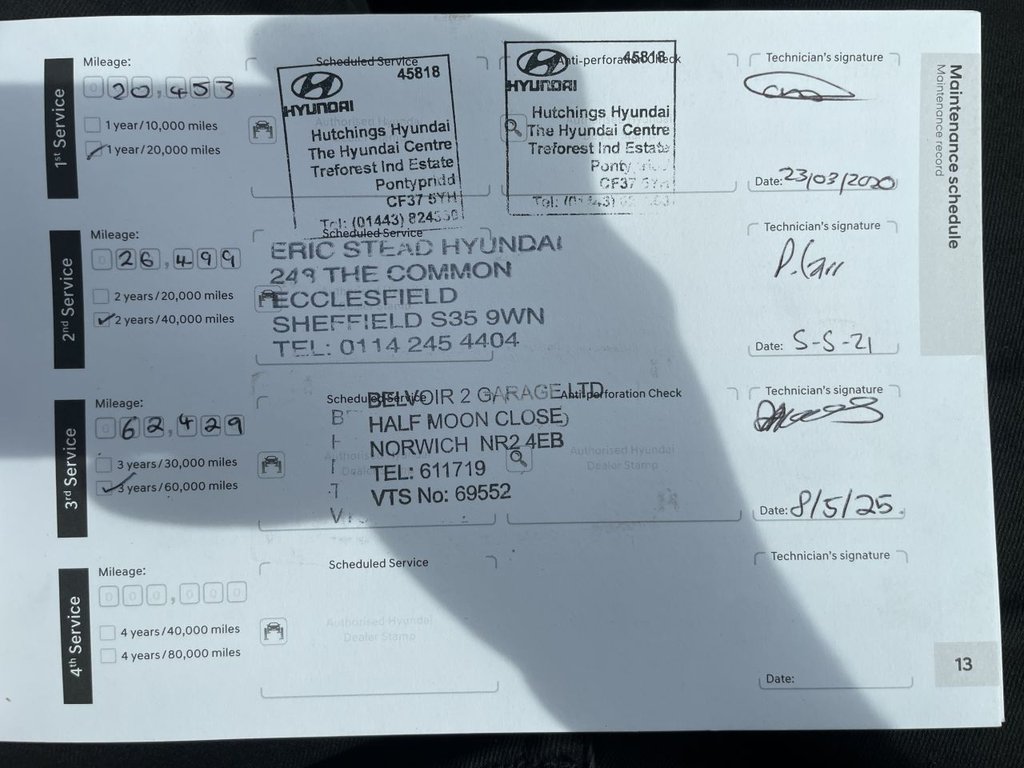 Maintenance schedule
Maintenance record
1st Service
Mileage:
020,453
1 year/10,000 miles
1 year/20,000 miles
Scheduled Service
45818
HYUNDAI
Hutchings Hyundai
The Hyundai Centre
Treforest Ind Estate
Pontypridd
CF37 5YH
Tel: (01443) 824
Anti-perforation Check
45818
HYUNDAI
Hutchings Hyundai
The Hyundai Centre
Treforest Ind Estate
CF37
Tel:
Technician's signature
Date: 23/03/2020
2nd Service
Mileage:
026,499
2 years/20,000 miles
2 years/40,000 miles
Scheduled Service
ERIC STEAD HYUNDAI
249 THE COMMON
ECCLESFIELD
SHEFFIELD S35 9WN
TEL: 0114 245 4404
Technician's signature
P. Carr
Date: 5-5-21
3rd Service
Mileage:
062,429
3 years/30,000 miles
3 years/60,000 miles
Scheduled Service
BELVOIR 2 GARAGE LTD
HALF MOON CLOSE
NORWICH NR2 4EB
TEL: 611719
VTS No: 69552
Anti-perforation Check
Authorised Hyundai
Dealer Stamp
Technician's signature
Date: 8/5/25.
4th Service
Mileage:
000,000
4 years/40,000 miles
4 years/80,000 miles
Scheduled Service
Authorised Hyundai
Dealer Stamp
Technician's signature
Date:
13